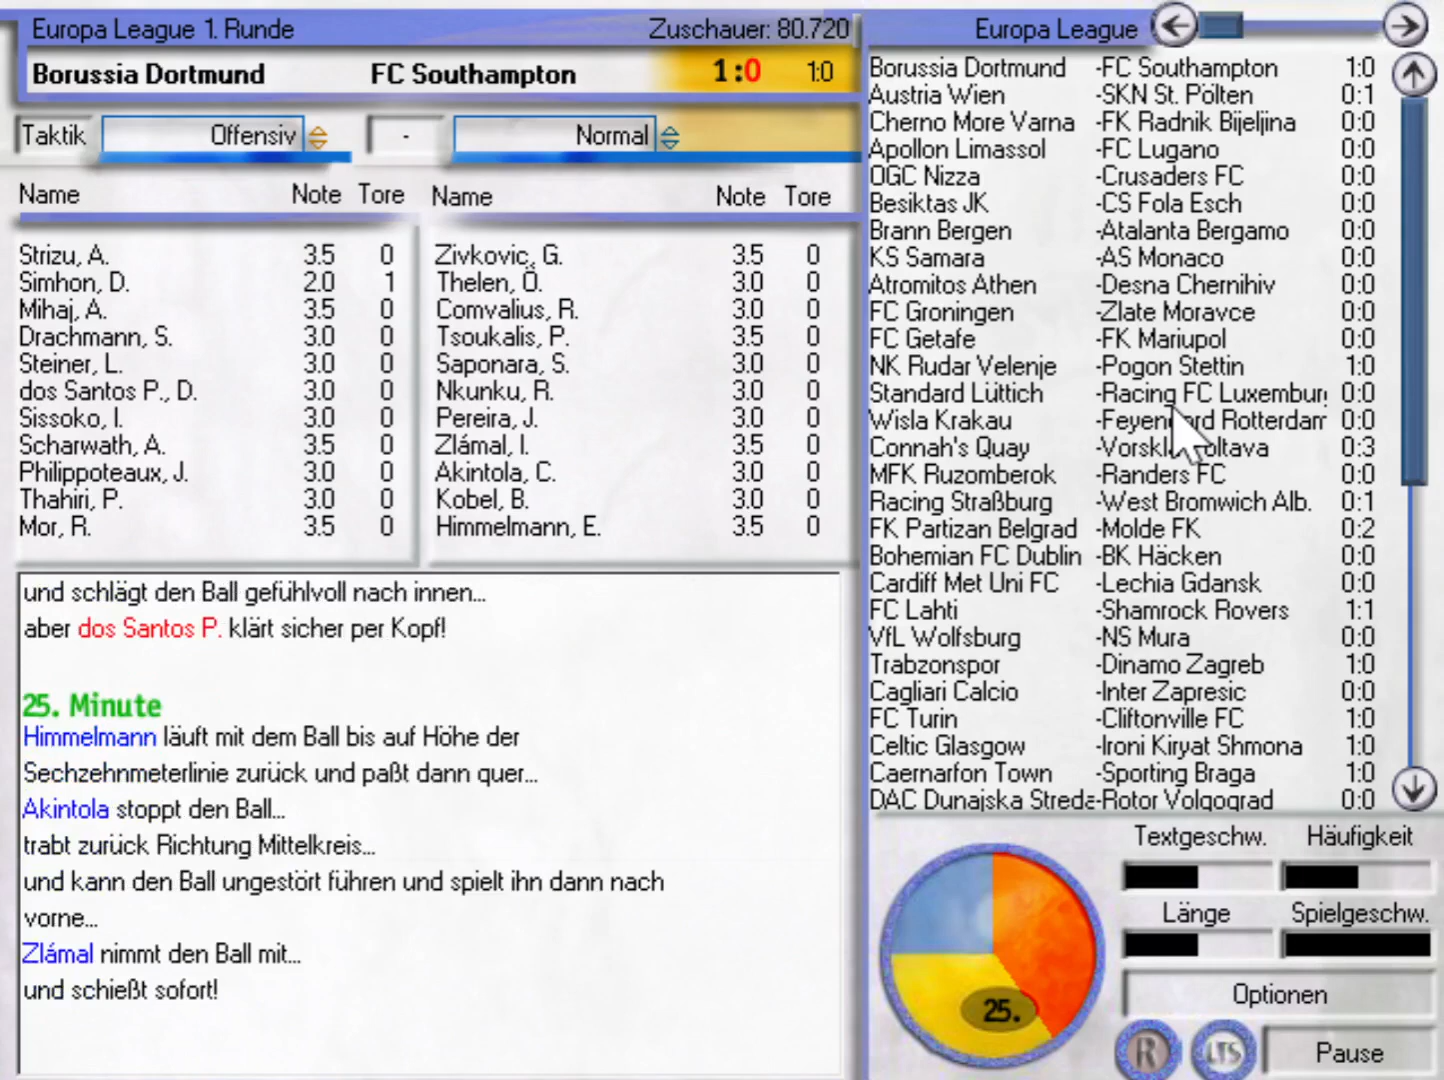 Europa League 1. Runde Zuschauer: 80.720
Borussia Dortmund FC Southampton 1:0 1:0
Taktik Offensiv - Normal
Name Note Tore Name Note Tore
Strizu, A. 3.5 0 Zivkovic, G. 3.5 0
Simhon, D. 2.0 1 Thelen, Ö. 3.0 0
Mihaj, A. 3.5 0 Comvalius, R. 3.0 0
Drachmann, S. 3.0 0 Tsoukalis, P. 3.5 0
Steiner, L. 3.0 0 Saponara, S. 3.0 0
dos Santos P., D. 3.0 0 Nkunku, R. 3.0 0
Sissoko, I. 3.0 0 Pereira, J. 3.0 0
Scharwath, A. 3.5 0 Zlámal, I. 3.5 0
Philippoteaux, J. 3.0 0 Akintola, C. 3.0 0
Thahiri, P. 3.0 0 Kobel, B. 3.0 0
Mor, R. 3.5 0 Himmelmann, E. 3.5 0
und schlägt den Ball gefühlvoll nach innen...
aber dos Santos P. klärt sicher per Kopf!
25. Minute
Himmelmann läuft mit dem Ball bis auf Höhe der
Sechzehnmeterlinie zurück und paßt dann quer...
Akintola stoppt den Ball...
trabt zurück Richtung Mittelkreis...
und kann den Ball ungestört führen und spielt ihn dann nach
vorne...
Zlámal nimmt den Ball mit...
und schießt sofort!
Europa League
Borussia Dortmund -FC Southampton 1:0
Austria Wien -SKN St. Pölten 0:1
Cherno More Varna -FK Radnik Bijeljina 0:0
Apollon Limassol -FC Lugano 0:0
OGC Nizza -Crusaders FC 0:0
Besiktas JK -CS Fola Esch 0:0
Brann Bergen -Atalanta Bergamo 0:0
KS Samara -AS Monaco 0:0
Atromitos Athen -Desna Chernihiv 0:0
FC Groningen -Zlate Moravce 0:0
FC Getafe -FK Mariupol 0:0
NK Rudar Velenje -Pogon Stettin 1:0
Standard Lüttich -Racing FC Luxembur 0:0
Wisla Krakau Rotterdam 0:0
Connah's Quay 0:3
MFK Ruzomberok -Randers FC 0:0
Racing Straßburg -West Bromwich Alb. 0:1
FK Partizan Belgrad -Molde FK 0:2
Bohemian FC Dublin -BK Häcken 0:0
Cardiff Met Uni FC -Lechia Gdansk 0:0
FC Lahti -Shamrock Rovers 1:1
VfL Wolfsburg -NS Mura 0:0
Trabzonspor -Dinamo Zagreb 1:0
Cagliari Calcio -Inter Zapresic 0:0
FC Turin -Cliftonville FC 1:0
Celtic Glasgow -Ironi Kiryat Shmona 1:0
Caernarfon Town -Sporting Braga 1:0
DAC Dunajska Streda -Rotor Volgograd 0:0
Textgeschw. Häufigkeit
Länge Spielgeschw.
25.
Optionen
R LTS Pause